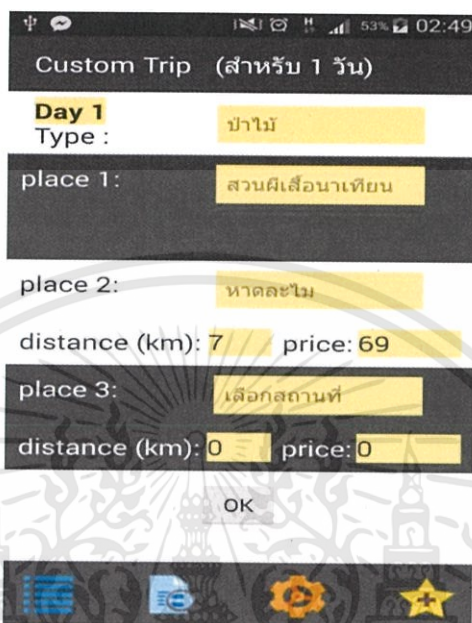 53% 02:49
Custom Trip (สำหรับ 1 วัน)
Day 1
Type : ป่าไม้
place 1: สวนผีเสื้อนาเทียน
place 2: หาดละไม
distance (km): 7 price: 69
place 3: เลือกสถานที่
distance (km): 0 price: 0
OK